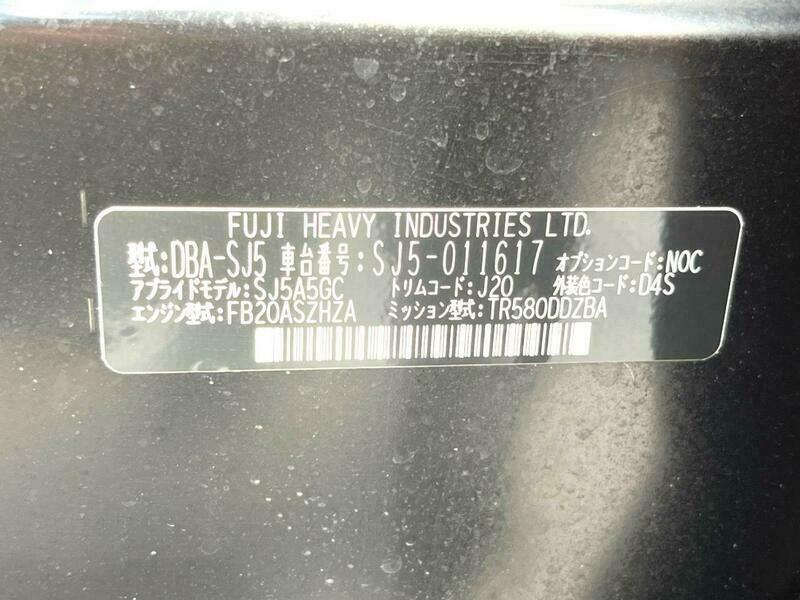 FUJI HEAVY INDUSTRIES LTD.
型式:DBA-SJ5 車台番号:SJ5-011617 オプションコード:NOC
アプライドモデル:SJ5A5GC トリムコード:J20 外装色コード:D4S
エンジン型式:FB20ASZHZA ミッション型式:TR580DDZBA